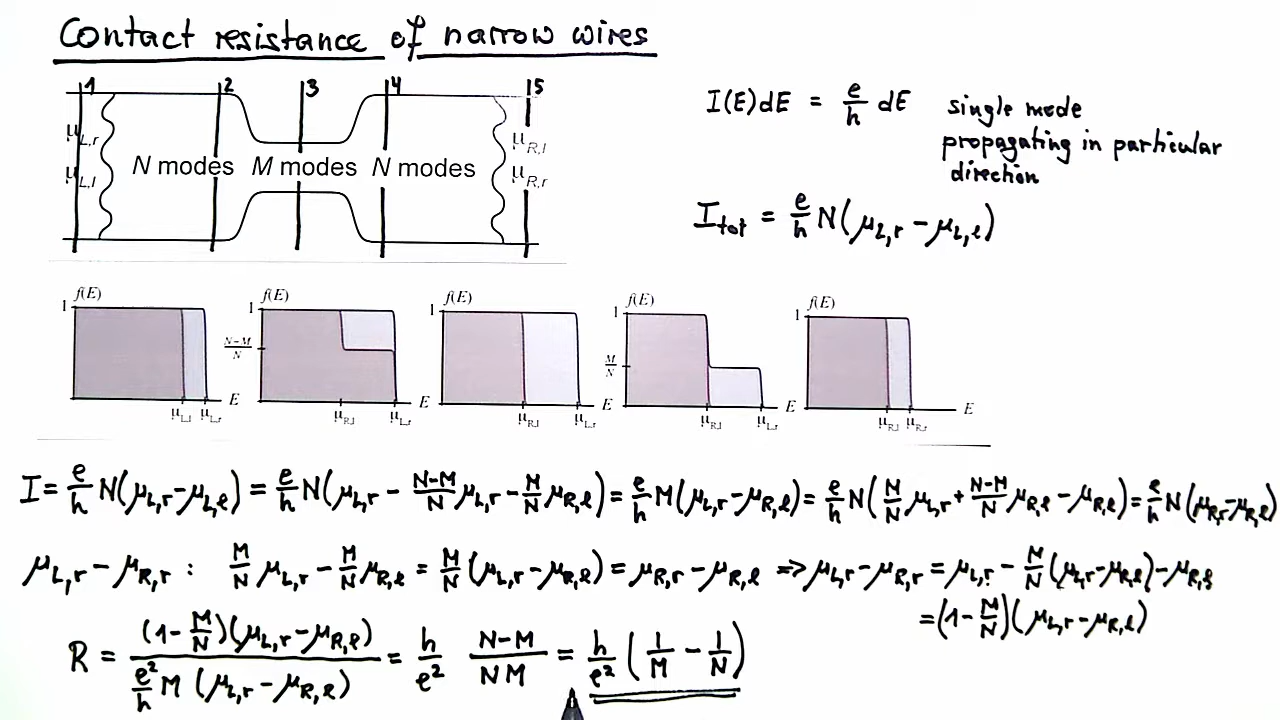 Contact resistance of narrow wires
1 2 3 4 5
μL,r μR,l
N modes M modes N modes
μL,l μR,r
I(E)dE = e/h dE single mode
propagating in particular
direction
Itot = e/h N(μL,r − μL,l)
f(E) f(E) f(E) f(E) f(E)
1 1 1 1 1
N−M/N M/N
E E E E E
μL,l μL,r μR,l μL,r μR,l μL,r μR,l μL,r μR,l μR,r
I = e/h N(μL,r − μL,l) = e/h N(μL,r − N−M/N μL,r − M/N μR,l) = e/h M(μL,r − μR,l) = e/h N(M/N μL,r + N−M/N μR,l − μR,l) = e/h N(μR,r − μR,l)
μL,r − μR,r : M/N μL,r − M/N μR,l = M/N (μL,r − μR,l) = μR,r − μR,l ⇒ μL,r − μR,r = μL,r − M/N (μL,r − μR,l) − μR,l
= (1 − M/N)(μL,r − μR,l)
R = (1 − M/N)(μL,r − μR,l) / e²/h M (μL,r − μR,l) = h/e² N−M/NM = h/e² (1/M − 1/N)